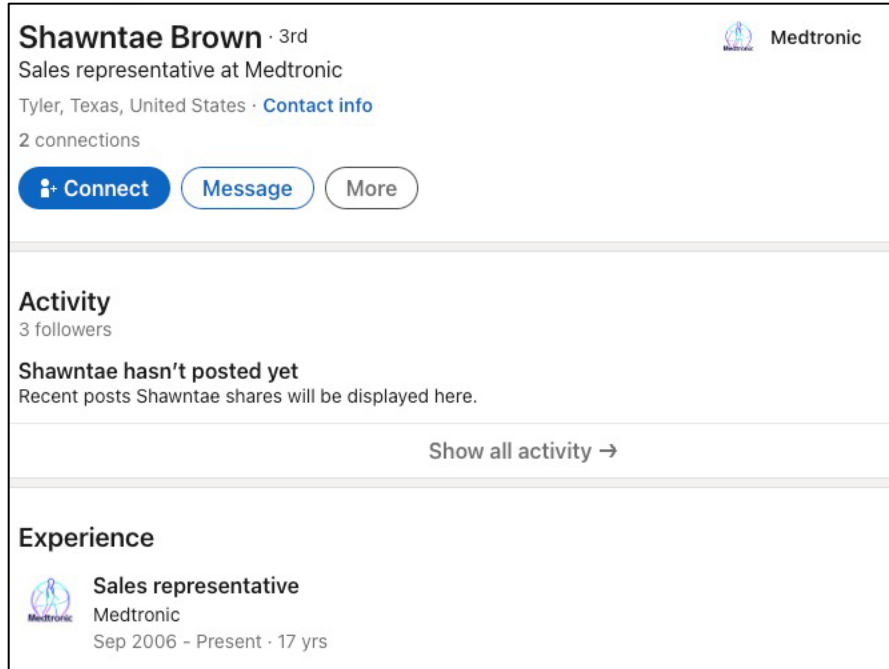 Shawntae Brown · 3rd
Medtronic
Medtronic
Sales representative at Medtronic
Tyler, Texas, United States · Contact info
2 connections
Connect
Message
More
Activity
3 followers
Shawntae hasn’t posted yet
Recent posts Shawntae shares will be displayed here.
Show all activity →
Experience
Sales representative
Medtronic
Medtronic
Sep 2006 - Present · 17 yrs